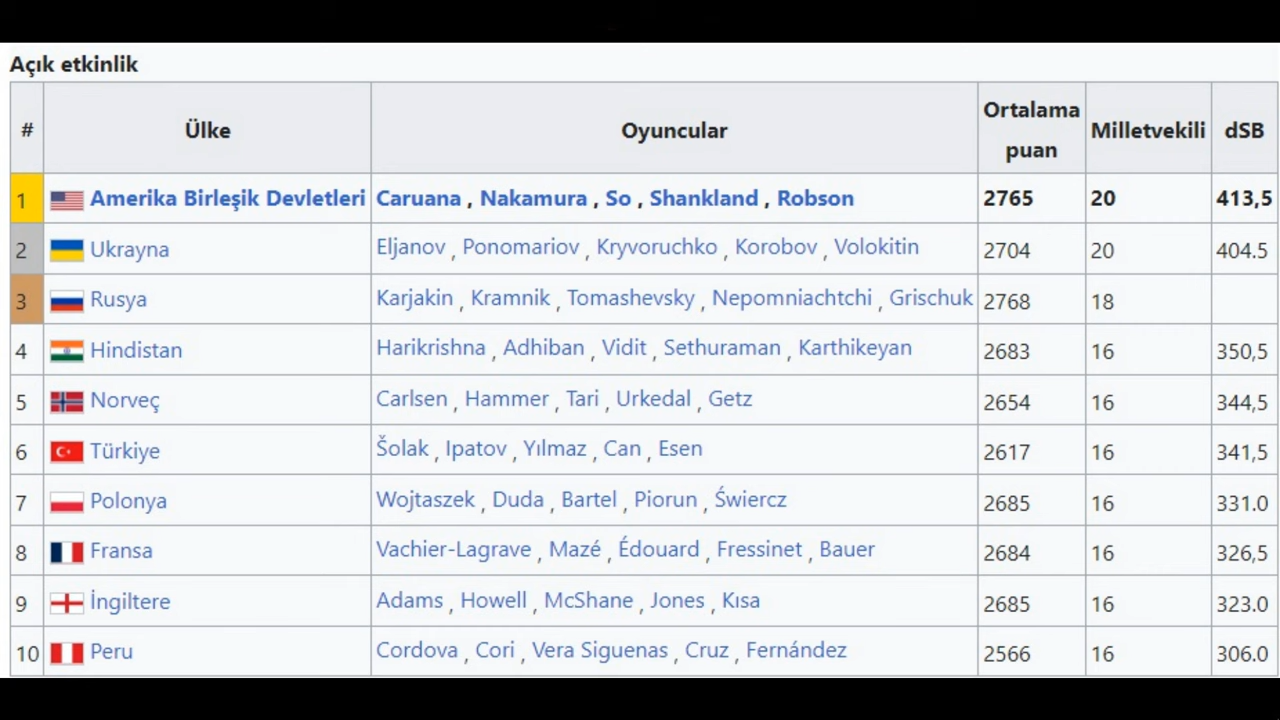 Açık etkinlik
# Ülke Oyuncular Ortalama puan Milletvekili dSB
1 Amerika Birleşik Devletleri Caruana , Nakamura , So , Shankland , Robson 2765 20 413,5
2 Ukrayna Eljanov , Ponomariov , Kryvoruchko , Korobov , Volokitin 2704 20 404.5
3 Rusya Karjakin , Kramnik , Tomashevsky , Nepomniachtchi , Grischuk 2768 18
4 Hindistan Harikrishna , Adhiban , Vidit , Sethuraman , Karthikeyan 2683 16 350,5
5 Norveç Carlsen , Hammer , Tari , Urkedal , Getz 2654 16 344,5
6 Türkiye Šolak , Ipatov , Yılmaz , Can , Esen 2617 16 341,5
7 Polonya Wojtaszek , Duda , Bartel , Piorun , Świercz 2685 16 331.0
8 Fransa Vachier-Lagrave , Mazé , Édouard , Fressinet , Bauer 2684 16 326,5
9 İngiltere Adams , Howell , McShane , Jones , Kısa 2685 16 323.0
10 Peru Cordova , Cori , Vera Siguenas , Cruz , Fernández 2566 16 306.0